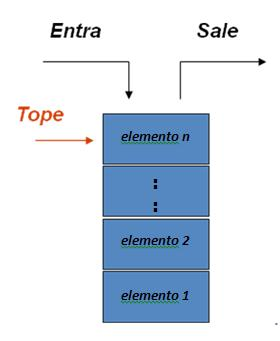 Entra Sale
Tope
elemento n
:
:
elemento 2
elemento 1